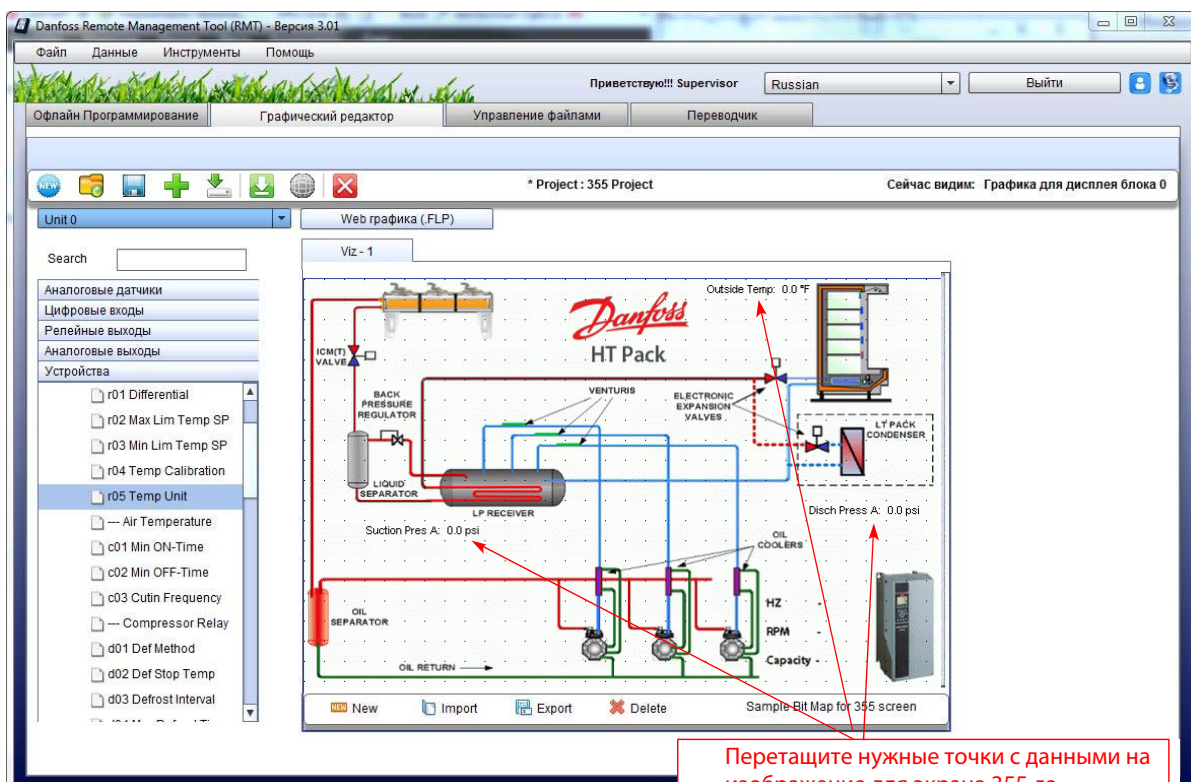 Danfoss Remote Management Tool (RMT) - Версия 3.01
Файл Данные Инструменты Помощь
Приветствую!!! Supervisor Russian Выйти
Офлайн Программирование Графический редактор Управление файлами Переводчик
NEW * Project : 355 Project Сейчас видим: Графика для дисплея блока 0
Unit 0 Web графика (.FLP)
Search
Viz - 1
Аналоговые датчики
Цифровые входы
Релейные выходы
Аналоговые выходы
Устройства
r01 Differential
r02 Max Lim Temp SP
r03 Min Lim Temp SP
r04 Temp Calibration
r05 Temp Unit
--- Air Temperature
c01 Min ON-Time
c02 Min OFF-Time
c03 Cutin Frequency
--- Compressor Relay
d01 Def Method
d02 Def Stop Temp
d03 Defrost Interval
Outside Temp: 0.0 °F
Danfoss
HT Pack
ICM(T)
VALVE
BACK
PRESSURE
REGULATOR
VENTURIS
ELECTRONIC
EXPANSION
VALVES
LT PACK
CONDENSER
LIQUID
SEPARATOR
LP RECEIVER
Suction Pres A: 0.0 psi
Disch Press A: 0.0 psi
OIL
COOLERS
OIL
SEPARATOR
HZ -
RPM -
Capacity -
OIL RETURN
NEW New Import Export Delete Sample Bit Map for 355 screen
Перетащите нужные точки с данными на